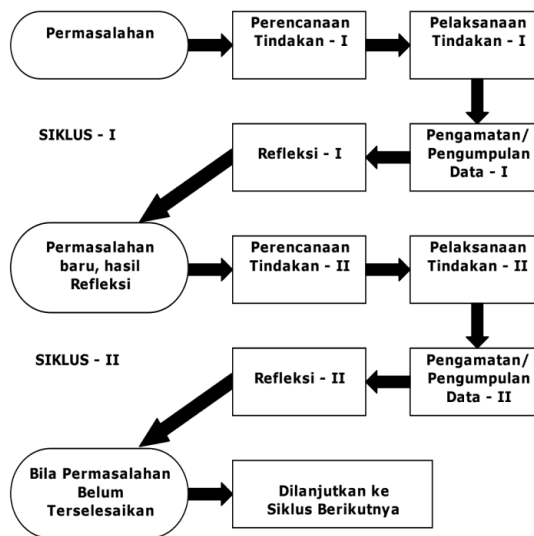 Permasalahan
Perencanaan
Tindakan - I
Pelaksanaan
Tindakan - I
SIKLUS - I
Refleksi - I
Pengamatan/
Pengumpulan
Data - I
Permasalahan
baru, hasil
Refleksi
Perencanaan
Tindakan - II
Pelaksanaan
Tindakan - II
SIKLUS - II
Refleksi - II
Pengamatan/
Pengumpulan
Data - II
Bila Permasalahan
Belum
Terselesaikan
Dilanjutkan ke
Siklus Berikutnya